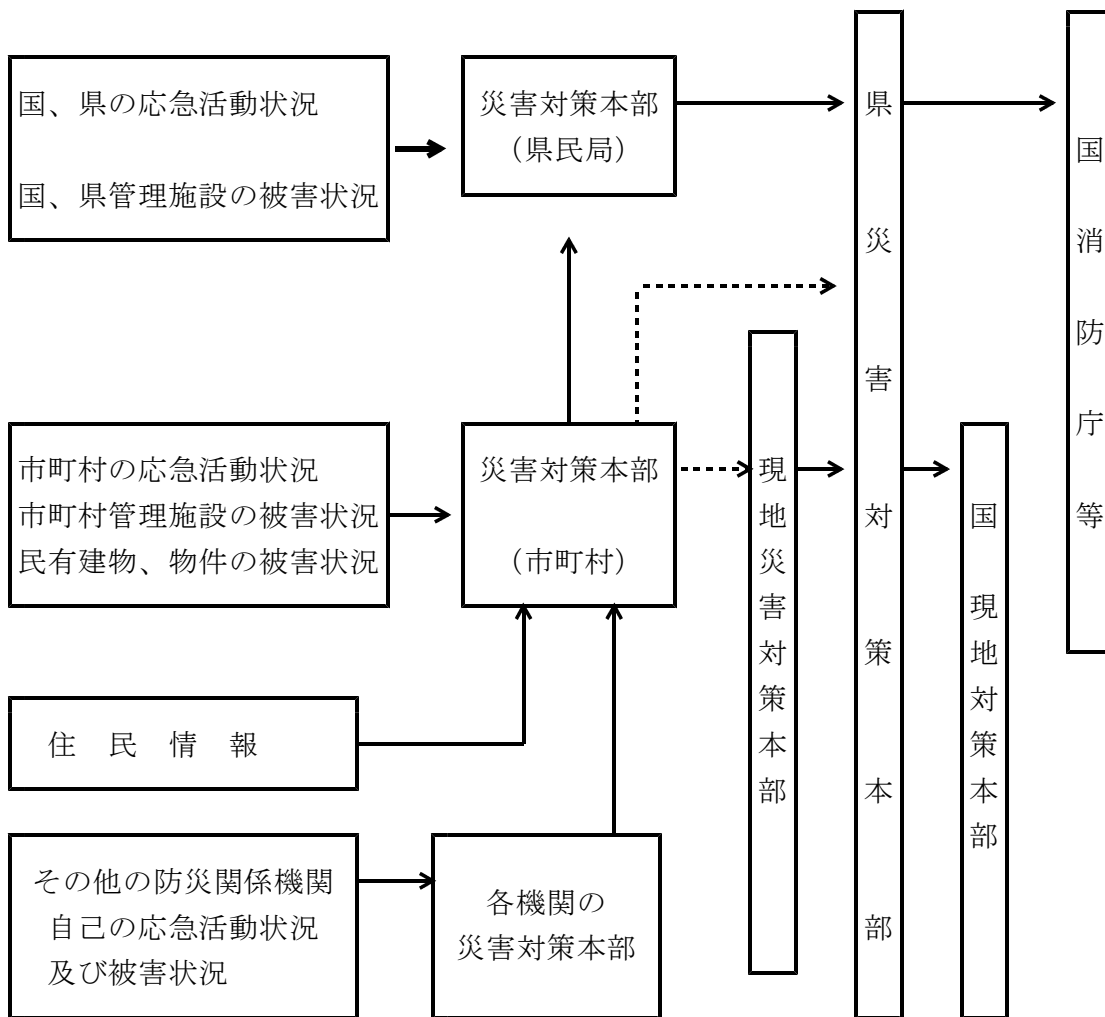 国、県の応急活動状況
国、県管理施設の被害状況
災害対策本部
（県民局）
県災害対策本部
国消防庁等
市町村の応急活動状況
市町村管理施設の被害状況
民有建物、物件の被害状況
災害対策本部
（市町村）
現地災害対策本部
国 現地対策本部
住 民 情 報
その他の防災関係機関
自己の応急活動状況
及び被害状況
各機関の
災害対策本部